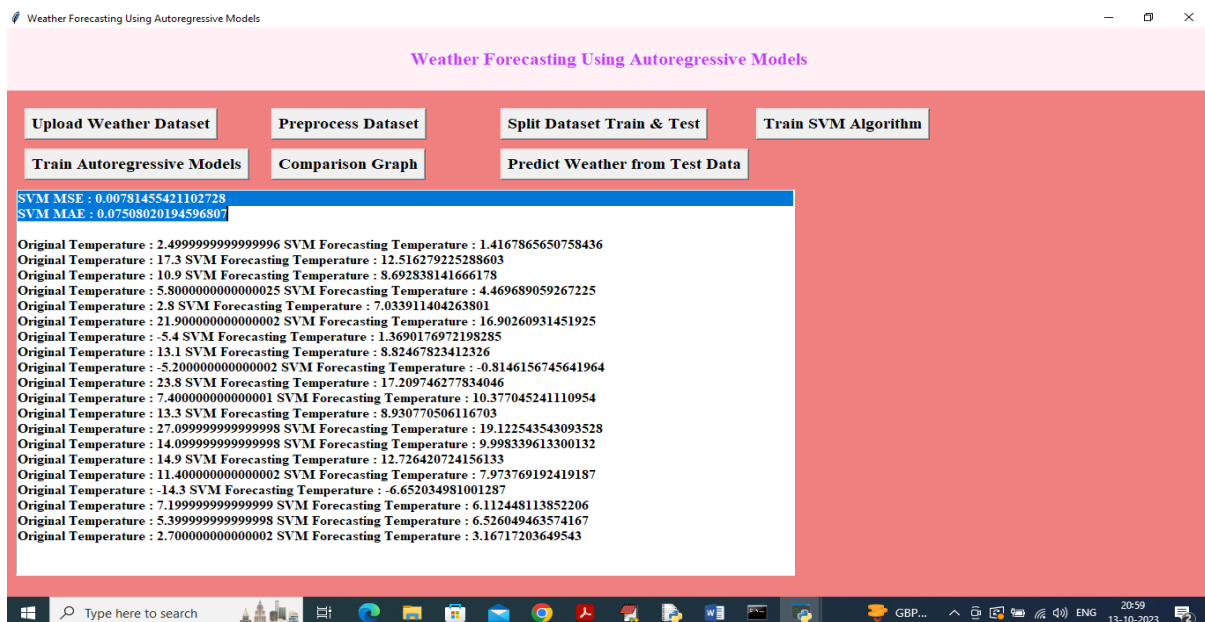 Weather Forecasting Using Autoregressive Models
Weather Forecasting Using Autoregressive Models
Upload Weather Dataset
Preprocess Dataset
Split Dataset Train & Test
Train SVM Algorithm
Train Autoregressive Models
Comparison Graph
Predict Weather from Test Data
SVM MSE : 0.00781455421102728
SVM MAE : 0.07508020194596807
Original Temperature : 2.4999999999999996 SVM Forecasting Temperature : 1.4167865650758436
Original Temperature : 17.3 SVM Forecasting Temperature : 12.516279225288603
Original Temperature : 10.9 SVM Forecasting Temperature : 8.692838141666178
Original Temperature : 5.8000000000000025 SVM Forecasting Temperature : 4.469689059267225
Original Temperature : 2.8 SVM Forecasting Temperature : 7.033911404263801
Original Temperature : 21.900000000000002 SVM Forecasting Temperature : 16.90260931451925
Original Temperature : -5.4 SVM Forecasting Temperature : 1.3690176972198285
Original Temperature : 13.1 SVM Forecasting Temperature : 8.82467823412326
Original Temperature : -5.200000000000002 SVM Forecasting Temperature : -0.8146156745641964
Original Temperature : 23.8 SVM Forecasting Temperature : 17.209746277834046
Original Temperature : 7.400000000000001 SVM Forecasting Temperature : 10.377045241110954
Original Temperature : 13.3 SVM Forecasting Temperature : 8.930770506116703
Original Temperature : 27.099999999999998 SVM Forecasting Temperature : 19.122543543093528
Original Temperature : 14.099999999999998 SVM Forecasting Temperature : 9.998339613300132
Original Temperature : 14.9 SVM Forecasting Temperature : 12.726420724156133
Original Temperature : 11.400000000000002 SVM Forecasting Temperature : 7.973769192419187
Original Temperature : -14.3 SVM Forecasting Temperature : -6.652034981001287
Original Temperature : 7.199999999999999 SVM Forecasting Temperature : 6.112448113852206
Original Temperature : 5.399999999999998 SVM Forecasting Temperature : 6.526049463574167
Original Temperature : 2.700000000000002 SVM Forecasting Temperature : 3.16717203649543
Type here to search
GBP...
ENG
20:59
13-10-2023
2